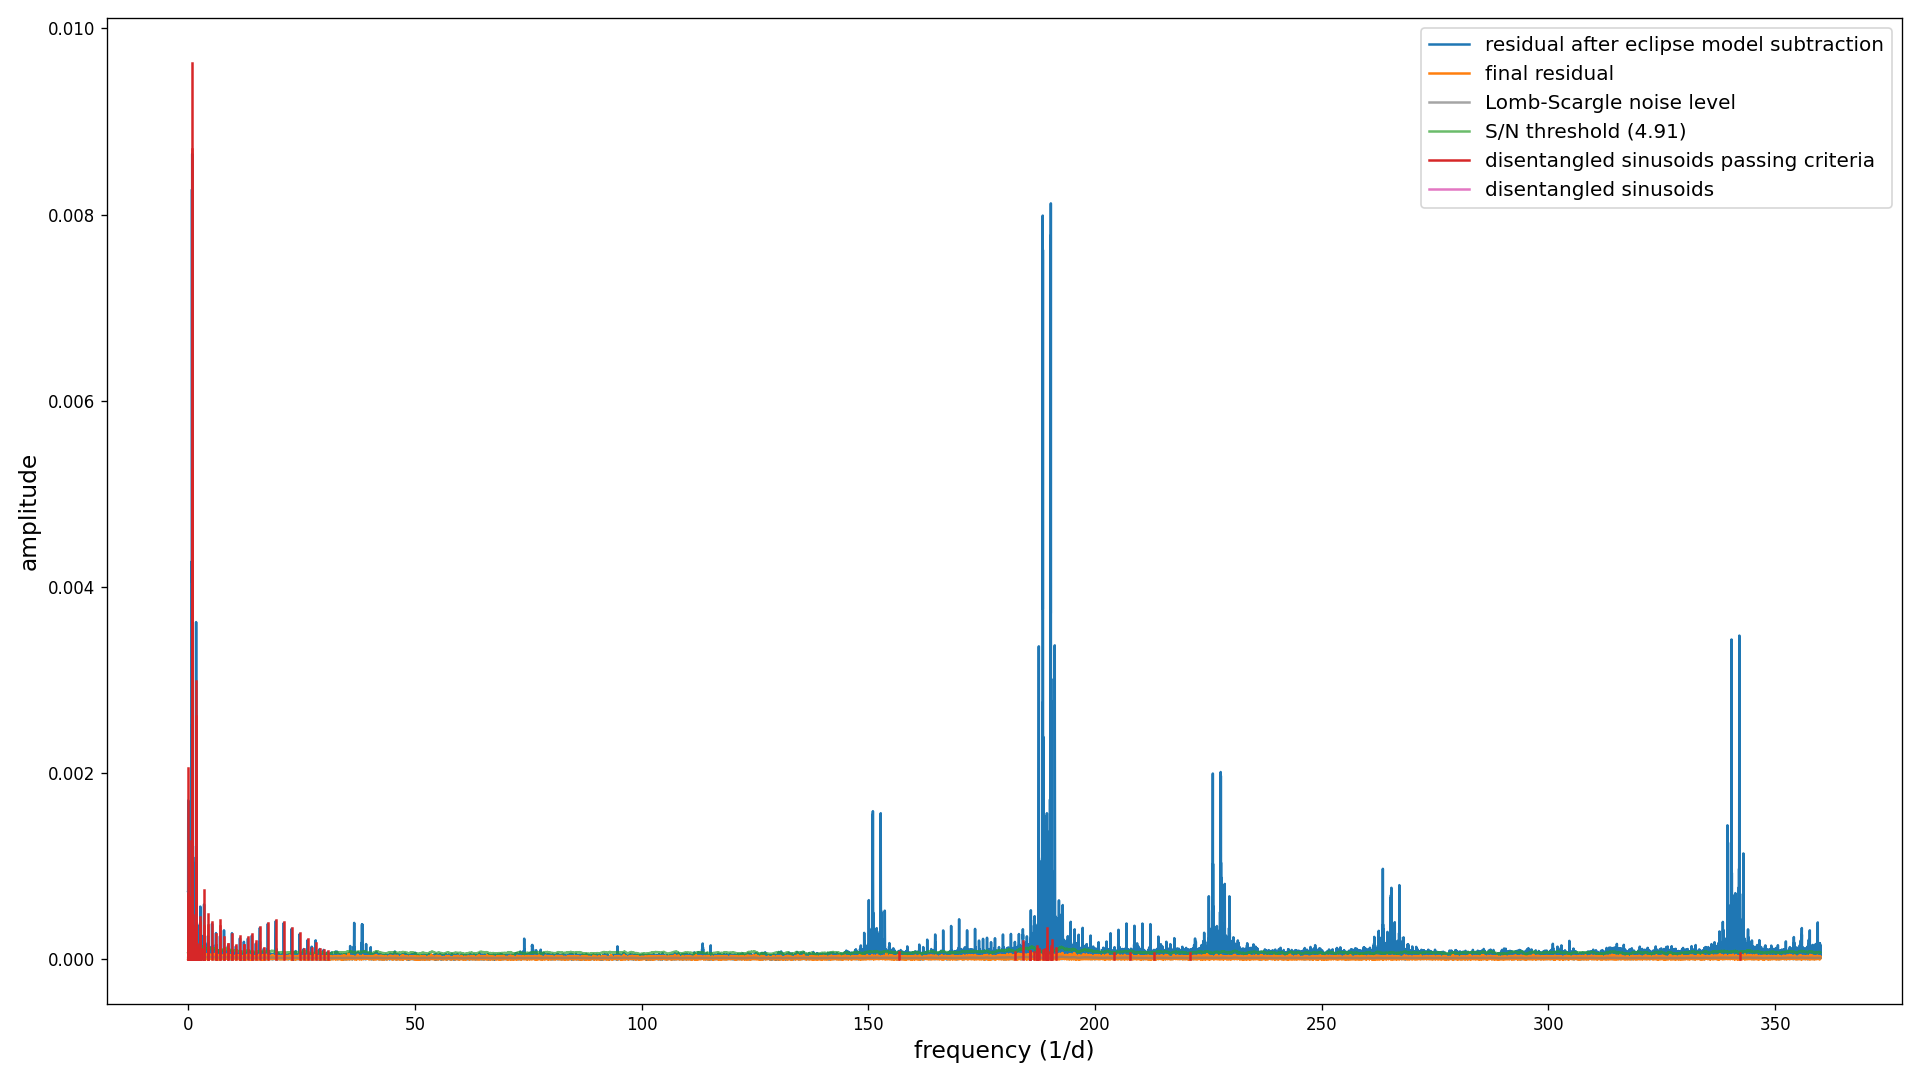 0.010
0.008
0.006
0.004
0.002
0.000
amplitude
0
50
100
150
200
250
300
350
frequency (1/d)
residual after eclipse model subtraction
final residual
Lomb-Scargle noise level
S/N threshold (4.91)
disentangled sinusoids passing criteria
disentangled sinusoids